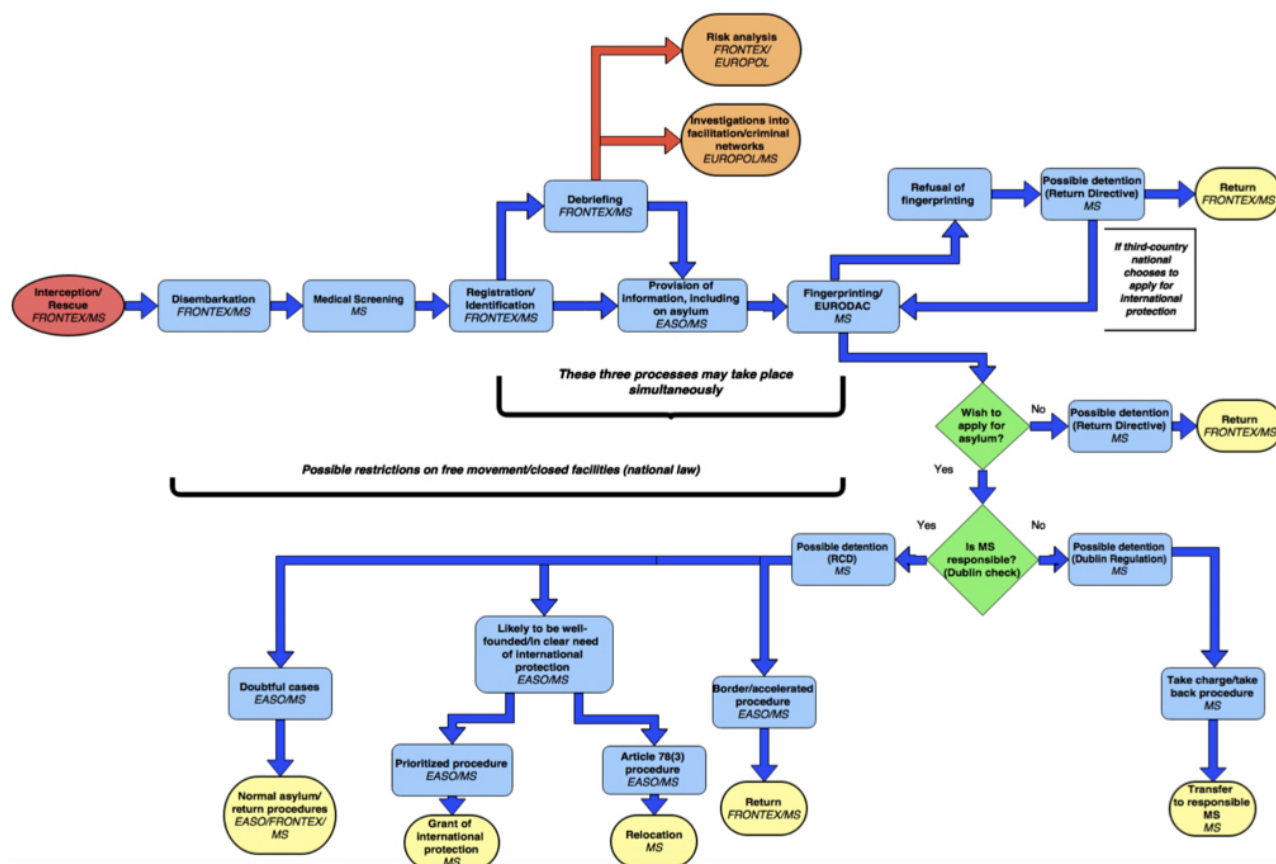 Risk analysis
FRONTEX/
EUROPOL
Investigations into
facilitation/criminal
networks
EUROPOL/MS
Debriefing
FRONTEX/MS
Refusal of
fingerprinting
Possible detention
(Return Directive)
MS
Return
FRONTEX/MS
If third-country
national
chooses to
apply for
international
protection
Interception/
Rescue
FRONTEX/MS
Disembarkation
FRONTEX/MS
Medical Screening
MS
Registration/
Identification
FRONTEX/MS
Provision of
information, including
on asylum
EASO/MS
Fingerprinting/
EURODAC
MS
These three processes may take place
simultaneously
Wish to
apply for
asylum?
No
Possible detention
(Return Directive)
MS
Return
FRONTEX/MS
Possible restrictions on free movement/closed facilities (national law)
Yes
Yes
Is MS
responsible?
(Dublin check)
No
Possible detention
(RCD)
MS
Possible detention
(Dublin Regulation)
MS
Doubtful cases
EASO/MS
Likely to be well-
founded/in clear need
of international
protection
EASO/MS
Border/accelerated
procedure
EASO/MS
Take charge/take
back procedure
MS
Prioritized procedure
EASO/MS
Article 78(3)
procedure
EASO/MS
Normal asylum/
return procedures
EASO/FRONTEX/
MS
Grant of
international
protection
MS
Relocation
MS
Return
FRONTEX/MS
Transfer
to responsible
MS
MS